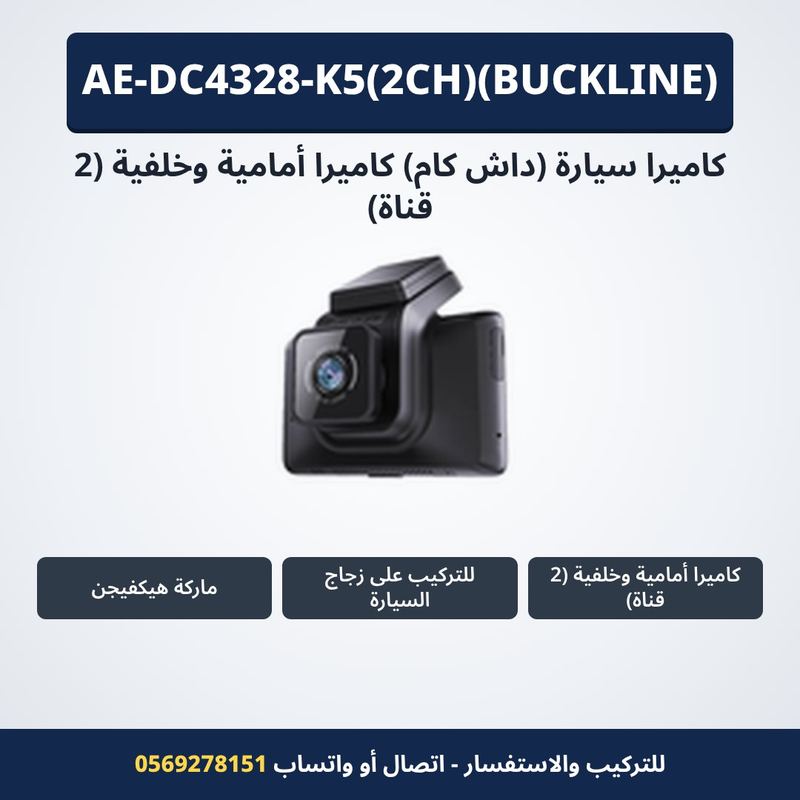 AE-DC4328-K5(2CH)(BUCKLINE)
كاميرا سيارة (داش كام) كاميرا أمامية وخلفية (2
قناة)
كاميرا أمامية وخلفية (2
قناة)
للتركيب على زجاج
السيارة
ماركة هيكفيجن
للتركيب والاستفسار - اتصال أو واتساب 0569278151